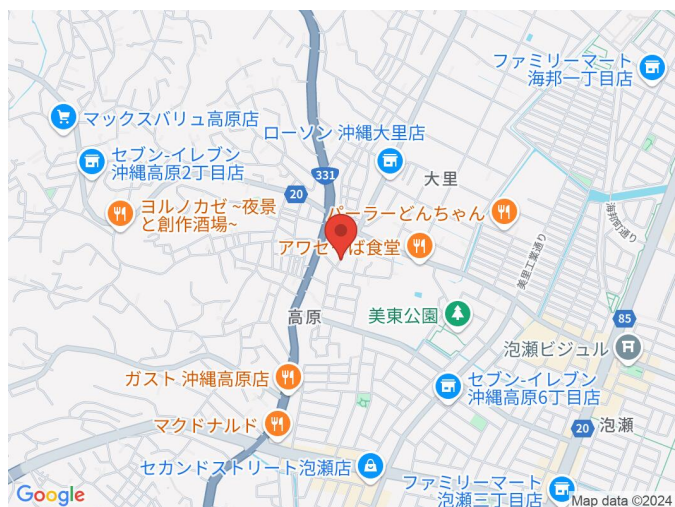 ファミリーマート
海邦一丁目店
マックスバリュ高原店
ローソン 沖縄大里店
セブン-イレブン
沖縄高原2丁目店
331
大里
20
ヨルノカゼ ~夜景
と創作酒場~
パーラーどんちゃん
海邦町通り
アワセそば食堂
美里工業通り
高原
美東公園
85
泡瀬ビジュル
ガスト 沖縄高原店
セブン-イレブン
沖縄高原6丁目店
マクドナルド
20
泡瀬
セカンドストリート泡瀬店
ファミリーマート
泡瀬三丁目店
Google
Map data ©2024